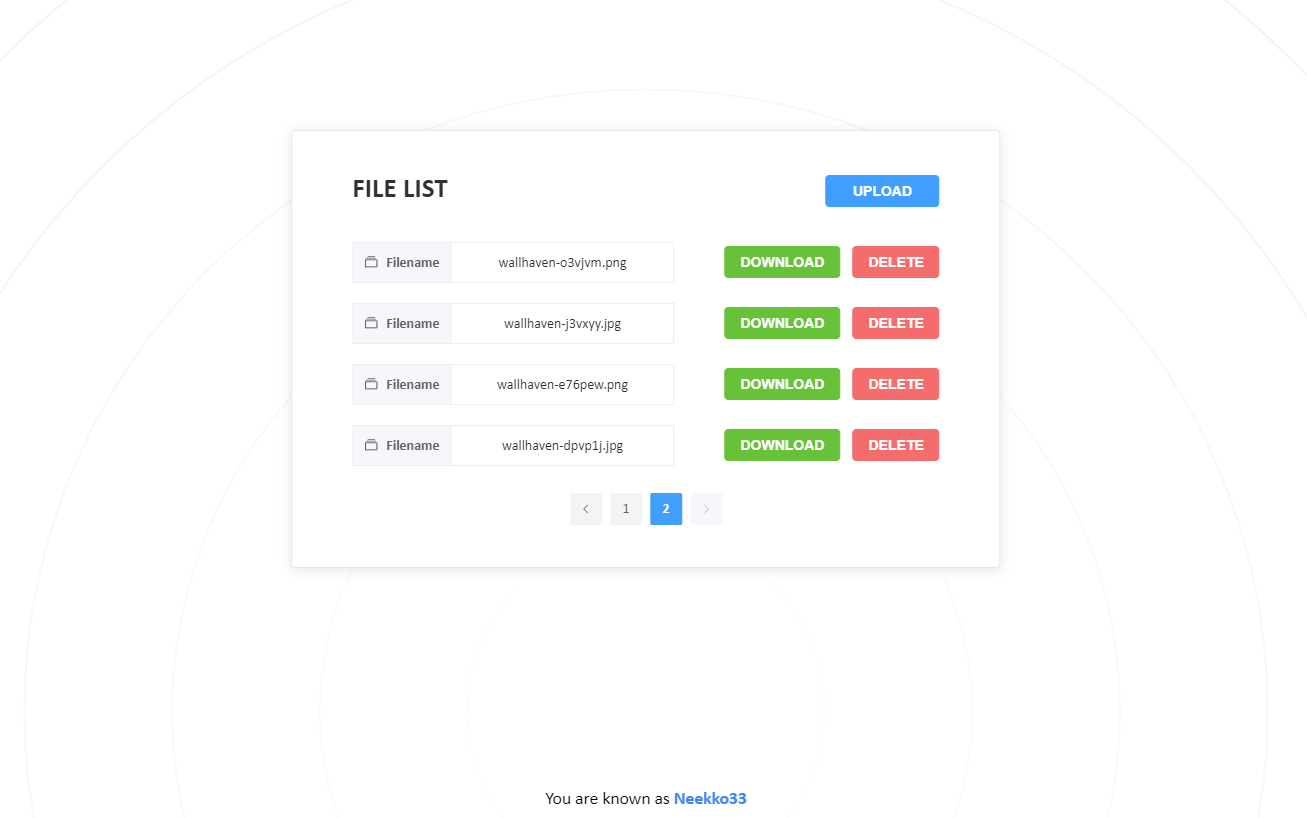 FILE LIST UPLOAD
Filename wallhaven-o3vjvm.png DOWNLOAD DELETE
Filename wallhaven-j3vxyy.jpg DOWNLOAD DELETE
Filename wallhaven-e76pew.png DOWNLOAD DELETE
Filename wallhaven-dpvp1j.jpg DOWNLOAD DELETE
1 2
You are known as Neekko33